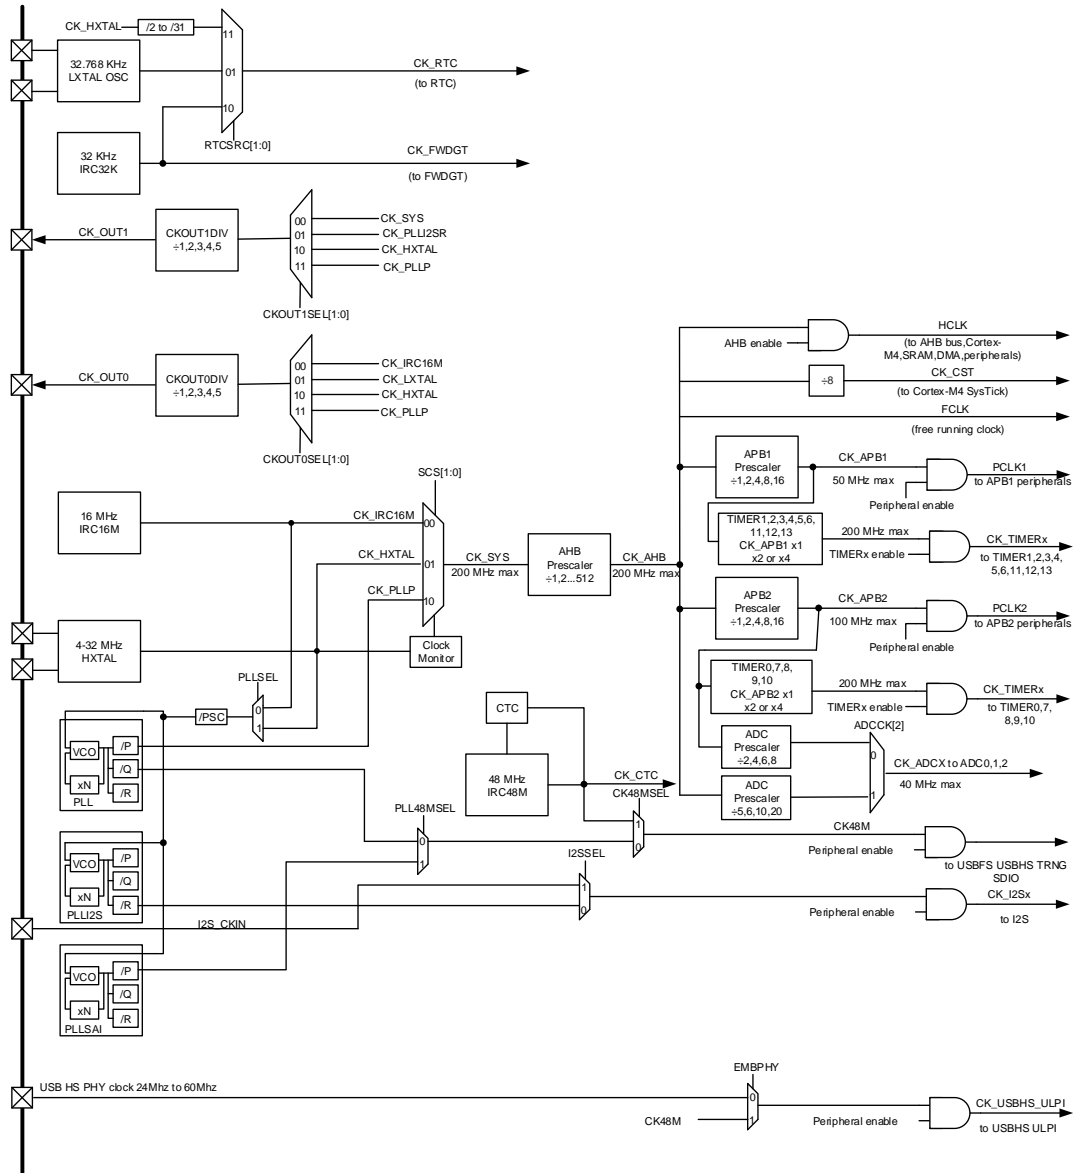 CK_HXTAL
/2 to /31
11
32.768 KHz
LXTAL OSC
01
CK_RTC
(to RTC)
10
RTCSRC[1:0]
32 KHz
IRC32K
CK_FWDGT
(to FWDGT)
CK_OUT1
CKOUT1DIV
÷1,2,3,4,5
00
01
10
11
CK_SYS
CK_PLLI2SR
CK_HXTAL
CK_PLLP
CKOUT1SEL[1:0]
CK_OUT0
CKOUT0DIV
÷1,2,3,4,5
00
01
10
11
CK_IRC16M
CK_LXTAL
CK_HXTAL
CK_PLLP
CKOUT0SEL[1:0]
AHB enable
HCLK
(to AHB bus,Cortex-
M4,SRAM,DMA,peripherals)
÷8
CK_CST
(to Cortex-M4 SysTick)
FCLK
(free running clock)
SCS[1:0]
16 MHz
IRC16M
CK_IRC16M
00
CK_HXTAL
01
CK_PLLP
10
CK_SYS
200 MHz max
AHB
Prescaler
÷1,2...512
CK_AHB
200 MHz max
APB1
Prescaler
÷1,2,4,8,16
CK_APB1
50 MHz max
Peripheral enable
PCLK1
to APB1 peripherals
TIMER1,2,3,4,5,6,
11,12,13
CK_APB1 x1
x2 or x4
200 MHz max
TIMERx enable
CK_TIMERx
to TIMER1,2,3,4,
5,6,11,12,13
APB2
Prescaler
÷1,2,4,8,16
CK_APB2
100 MHz max
Peripheral enable
PCLK2
to APB2 peripherals
4-32 MHz
HXTAL
Clock
Monitor
TIMER0,7,8,
9,10
CK_APB2 x1
x2 or x4
200 MHz max
TIMERx enable
CK_TIMERx
to TIMER0,7,
8,9,10
PLLSEL
0
1
/PSC
VCO
xN
/P
/Q
/R
PLL
CTC
48 MHz
IRC48M
CK_CTC
ADC
Prescaler
÷2,4,6,8
ADC
Prescaler
÷5,6,10,20
ADCCK[2]
0
1
CK_ADCX to ADC0,1,2
40 MHz max
PLL48MSEL
0
1
CK48MSEL
1
0
CK48M
Peripheral enable
to USBFS USBHS TRNG
SDIO
VCO
xN
/P
/Q
/R
PLLI2S
I2SSEL
1
0
Peripheral enable
CK_I2Sx
to I2S
I2S_CKIN
VCO
xN
/P
/Q
/R
PLLSAI
USB HS PHY clock 24Mhz to 60Mhz
EMBPHY
0
1
CK48M
Peripheral enable
CK_USBHS_ULPI
to USBHS ULPI